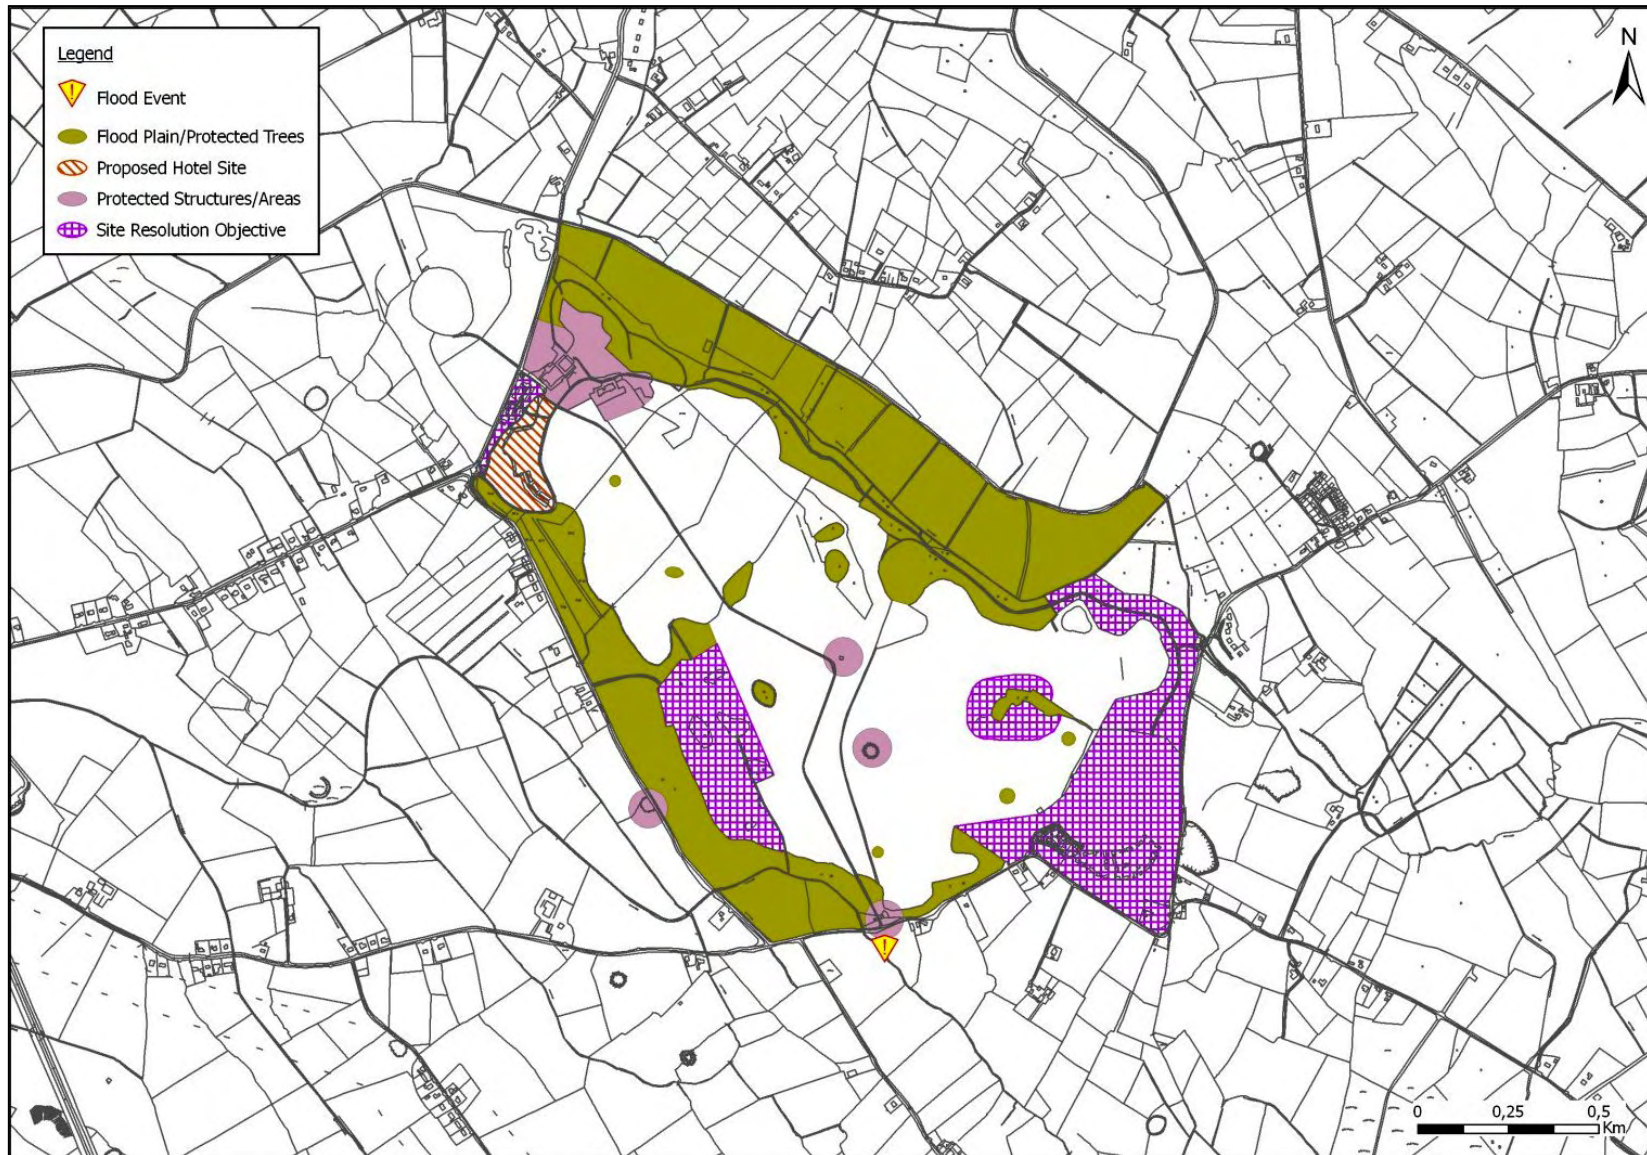 Legend
Flood Event
Flood Plain/Protected Trees
Proposed Hotel Site
Protected Structures/Areas
Site Resolution Objective
N
0 0,25 0,5
Km